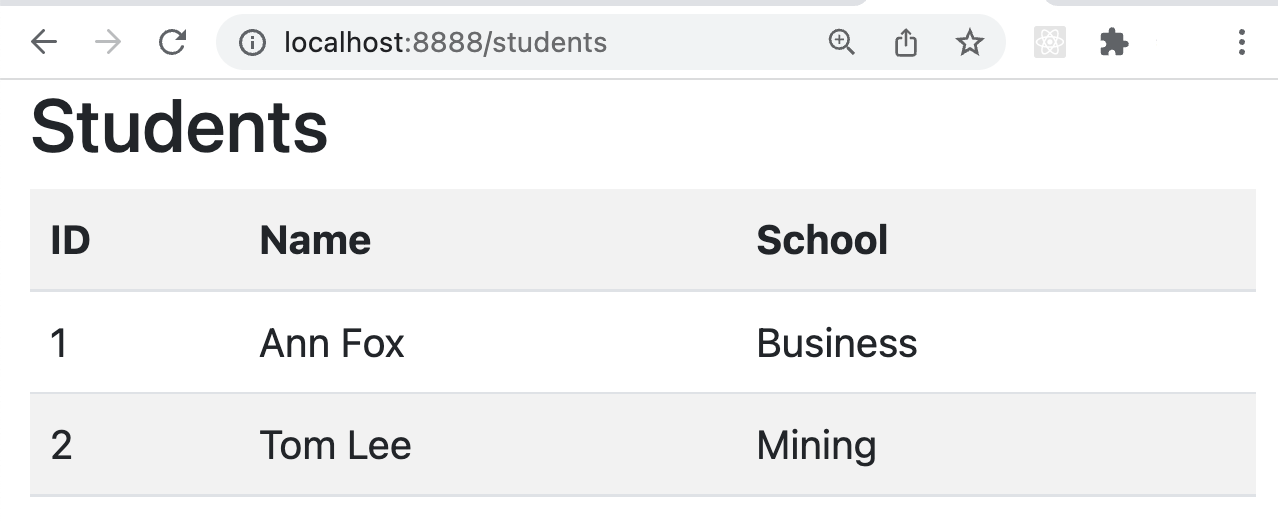 localhost:8888/students
Students
ID Name School
1 Ann Fox Business
2 Tom Lee Mining